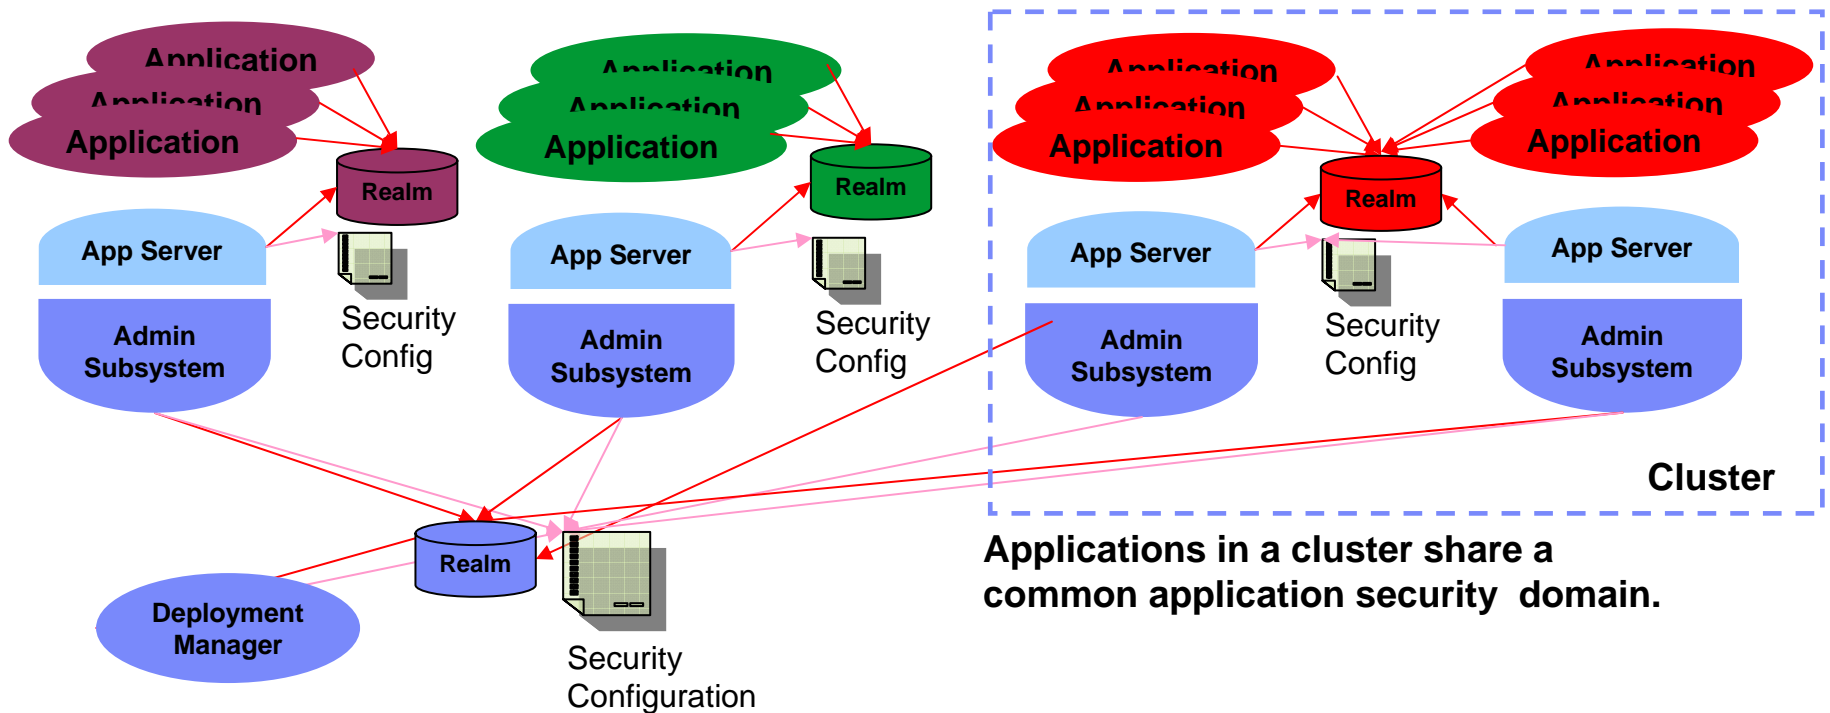 Application
Application
Application
Realm
App Server
Security
Config
Admin
Subsystem
Application
Application
Application
Realm
App Server
Security
Config
Admin
Subsystem
Application
Application
Application
Application
Application
Application
Realm
App Server
App Server
Security
Config
Admin
Subsystem
Admin
Subsystem
Cluster
Realm
Deployment
Manager
Security
Configuration
Applications in a cluster share a
common application security domain.